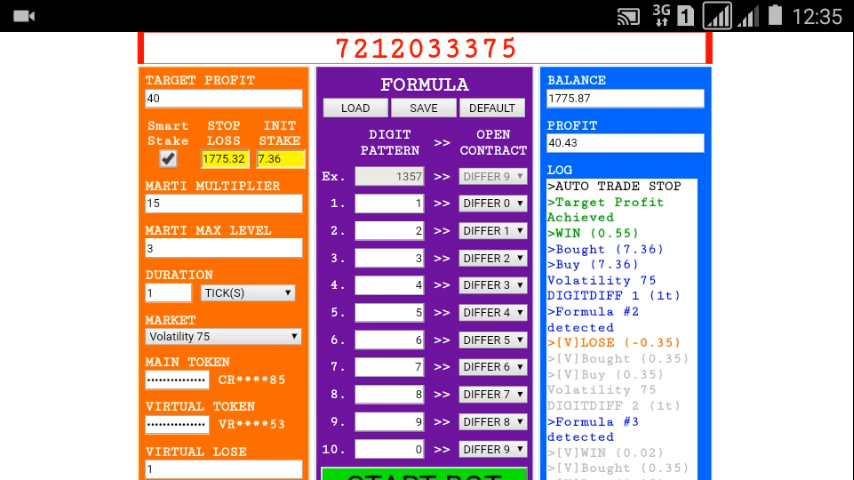 3G 1 12:35
7212033375
TARGET PROFIT
40
Smart Stake
STOP LOSS
INIT STAKE
1775.32
7.36
MARTI MULTIPLIER
15
MARTI MAX LEVEL
3
DURATION
1 TICK(S)
MARKET
Volatility 75
MAIN TOKEN
CR****85
VIRTUAL TOKEN
VR****53
VIRTUAL LOSE
1
FORMULA
LOAD SAVE DEFAULT
DIGIT PATTERN >> OPEN CONTRACT
Ex. 1357 >> DIFFER 9
1. 1 >> DIFFER 0
2. 2 >> DIFFER 1
3. 3 >> DIFFER 2
4. 4 >> DIFFER 3
5. 5 >> DIFFER 4
6. 6 >> DIFFER 5
7. 7 >> DIFFER 6
8. 8 >> DIFFER 7
9. 9 >> DIFFER 8
10. 0 >> DIFFER 9
START BOT
BALANCE
1775.87
PROFIT
40.43
LOG
>AUTO TRADE STOP
>Target Profit
Achieved
>WIN (0.55)
>Bought (7.36)
>Buy (7.36)
Volatility 75
DIGITDIFF 1 (1t)
>Formula #2
detected
>[V]LOSE (-0.35)
>[V]Bought (0.35)
>[V]Buy (0.35)
Volatility 75
DIGITDIFF 2 (1t)
>Formula #3
detected
>[V]WIN (0.02)
>[V]Bought (0.35)